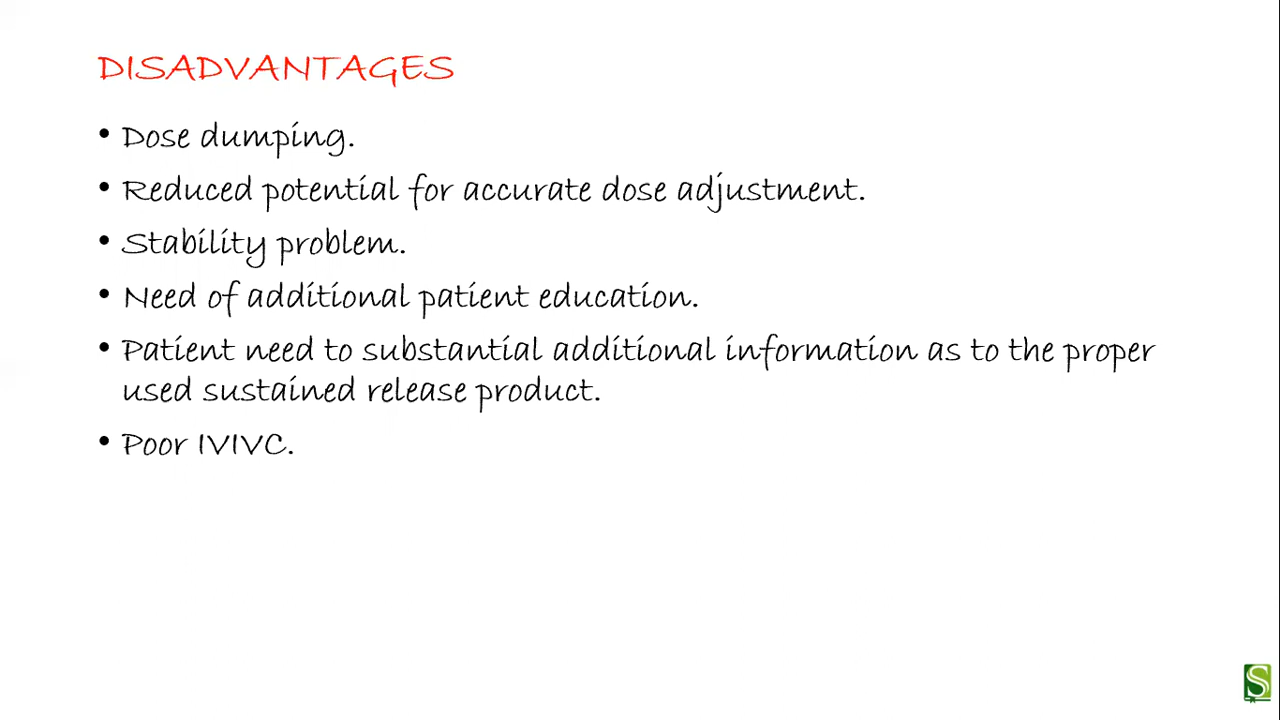 DISADVANTAGES
• Dose dumping.
• Reduced potential for accurate dose adjustment.
• Stability problem.
• Need of additional patient education.
• Patient need to substantial additional information as to the proper
used sustained release product.
• Poor IVIVC.
S